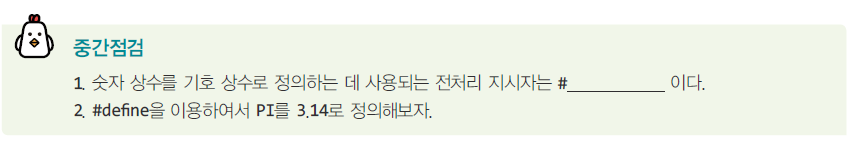 중간점검
1. 숫자 상수를 기호 상수로 정의하는 데 사용되는 전처리 지시자는 #___________ 이다.
2. #define을 이용하여서 PI를 3.14로 정의해보자.